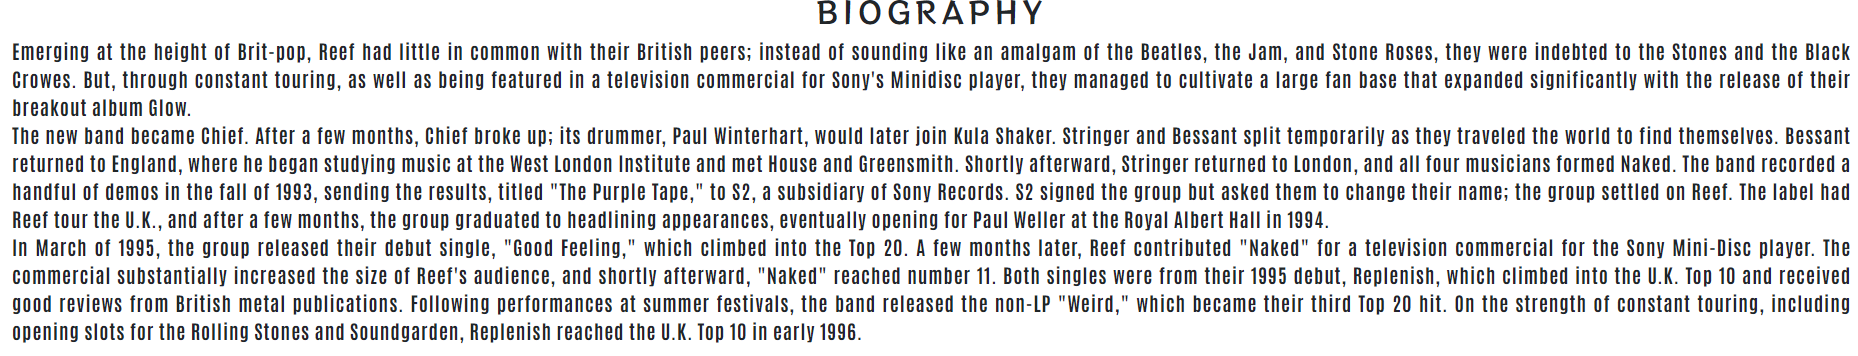 BIOGRAPHY
Emerging at the height of Brit-pop, Reef had little in common with their British peers; instead of sounding like an amalgam of the Beatles, the Jam, and Stone Roses, they were indebted to the Stones and the Black
Crowes. But, through constant touring, as well as being featured in a television commercial for Sony's Minidisc player, they managed to cultivate a large fan base that expanded significantly with the release of their
breakout album Glow.
The new band became Chief. After a few months, Chief broke up; its drummer, Paul Winterhart, would later join Kula Shaker. Stringer and Bessant split temporarily as they traveled the world to find themselves. Bessant
returned to England, where he began studying music at the West London Institute and met House and Greensmith. Shortly afterward, Stringer returned to London, and all four musicians formed Naked. The band recorded a
handful of demos in the fall of 1993, sending the results, titled "The Purple Tape," to S2, a subsidiary of Sony Records. S2 signed the group but asked them to change their name; the group settled on Reef. The label had
Reef tour the U.K., and after a few months, the group graduated to headlining appearances, eventually opening for Paul Weller at the Royal Albert Hall in 1994.
In March of 1995, the group released their debut single, "Good Feeling," which climbed into the Top 20. A few months later, Reef contributed "Naked" for a television commercial for the Sony Mini-Disc player. The
commercial substantially increased the size of Reef's audience, and shortly afterward, "Naked" reached number 11. Both singles were from their 1995 debut, Replenish, which climbed into the U.K. Top 10 and received
good reviews from British metal publications. Following performances at summer festivals, the band released the non-LP "Weird," which became their third Top 20 hit. On the strength of constant touring, including
opening slots for the Rolling Stones and Soundgarden, Replenish reached the U.K. Top 10 in early 1996.